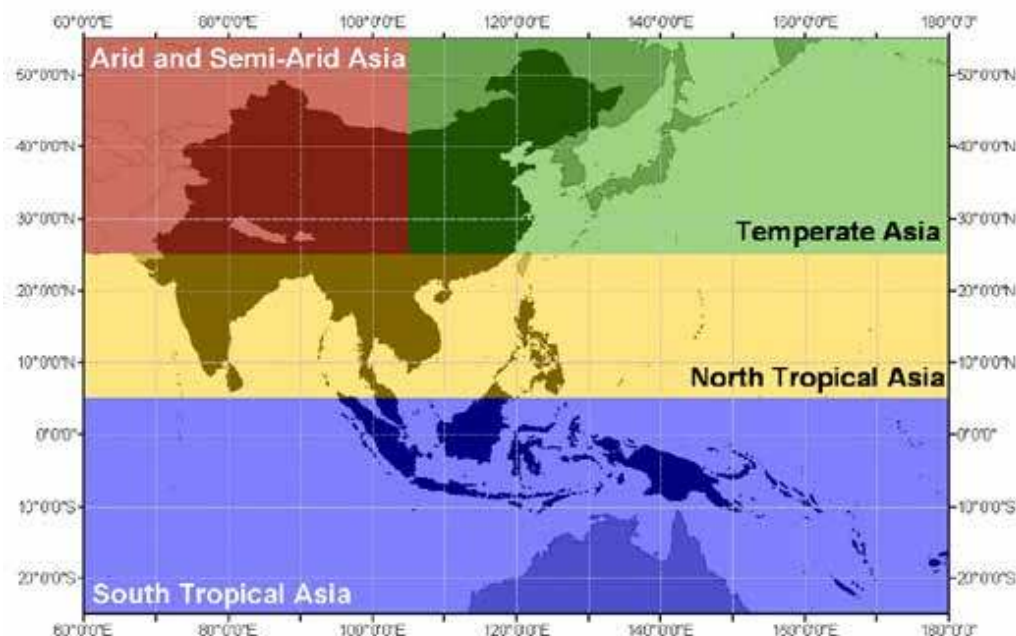 60°0'0"E 80°0'0"E 100°0'0"E 120°0'0"E 140°0'0"E 160°0'0"E 180°0'0"
Arid and Semi-Arid Asia
50°0'0"N 50°0'0"N
40°0'0"N 40°0'0"N
30°0'0"N 30°0'0"N
Temperate Asia
20°0'0"N 20°0'0"N
10°0'0"N 10°0'0"N
North Tropical Asia
0°0'0" 0°0'0"
10°0'0"S 10°0'0"S
20°0'0"S 20°0'0"S
South Tropical Asia
60°0'0"E 80°0'0"E 100°0'0"E 120°0'0"E 140°0'0"E 160°0'0"E 180°0'0"